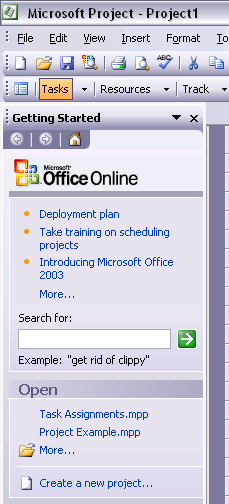 Microsoft Project - Project1
File Edit View Insert Format To
ABC
Tasks Resources Track
Getting Started
Microsoft
Office Online
Deployment plan
Take training on scheduling
projects
Introducing Microsoft Office
2003
More...
Search for:
Example: "get rid of clippy"
Open
Task Assignments.mpp
Project Example.mpp
More...
Create a new project...